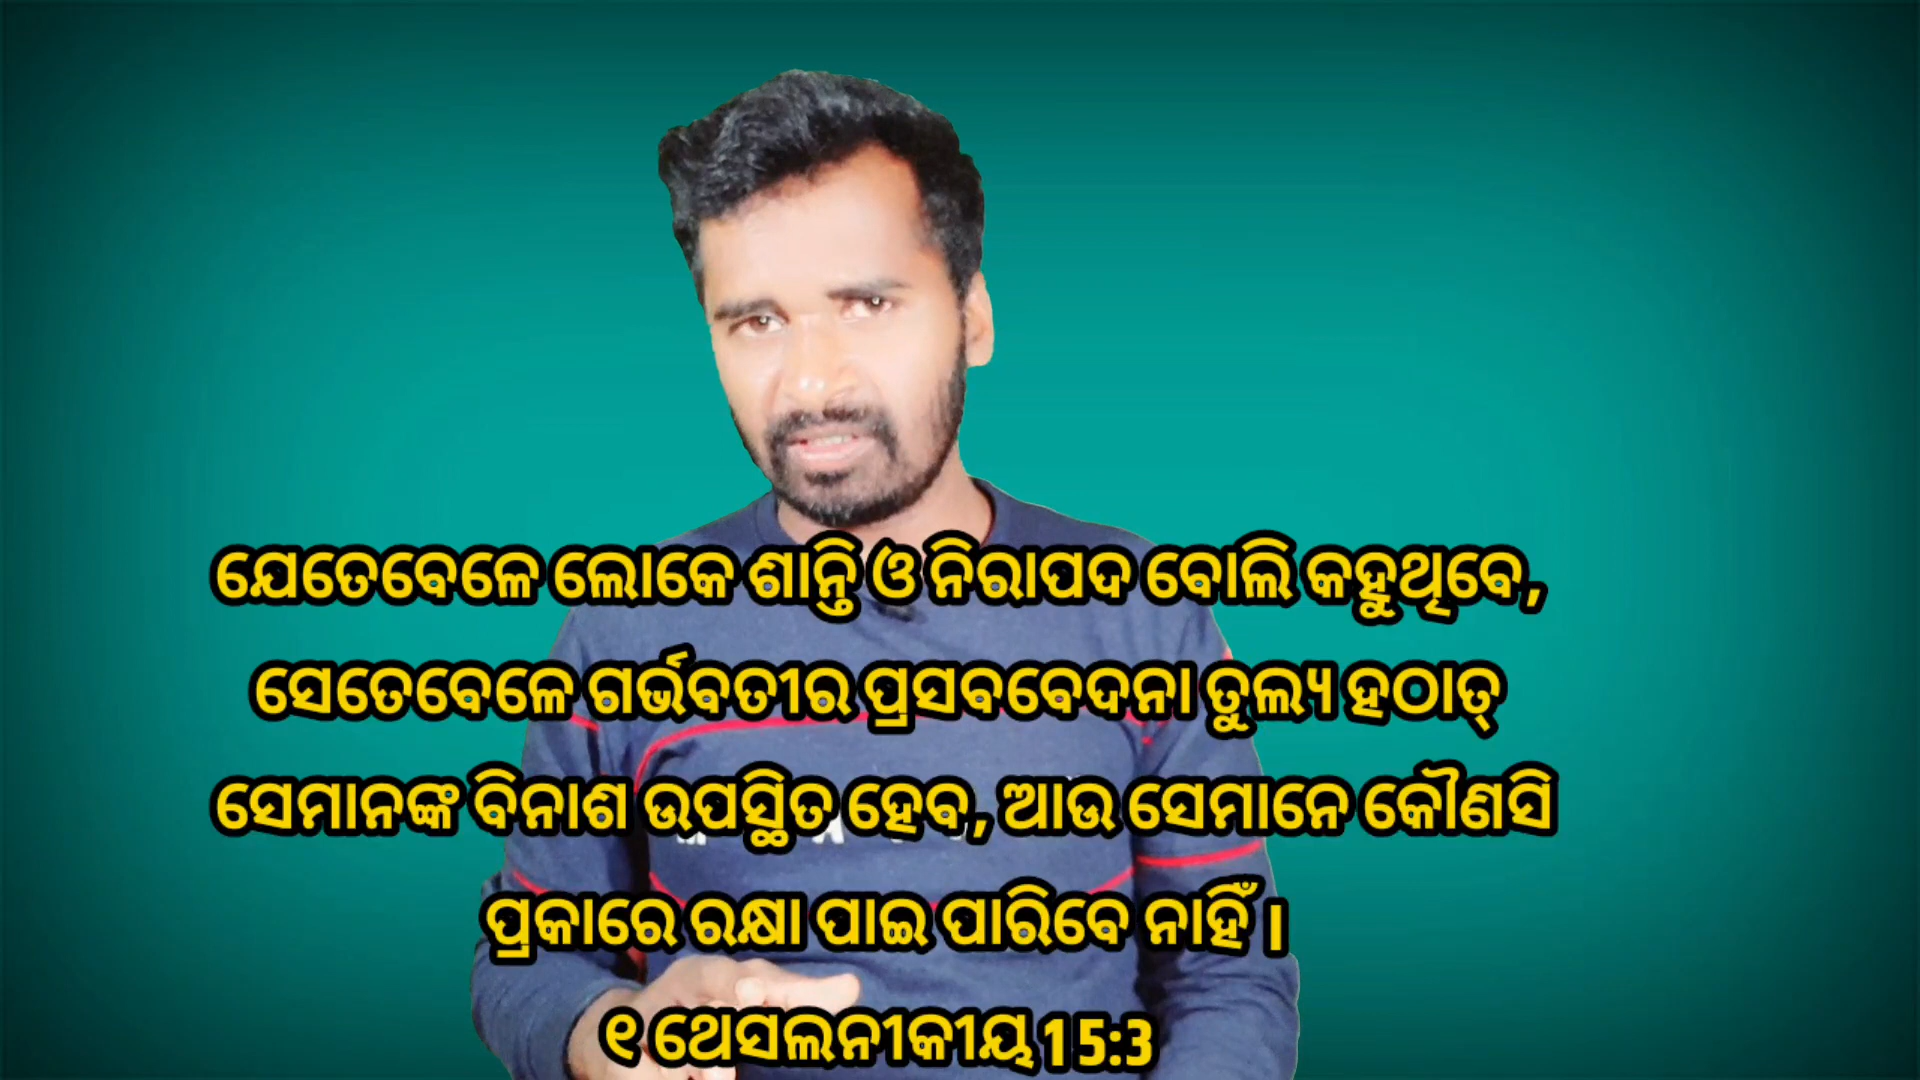 ଯେତେବେଳେ ଲୋକେ ଶାନ୍ତି ଓ ନିରାପଦ ବୋଲି କହୁଥିବେ,
ସେତେବେଳେ ଗର୍ଭବତୀର ପ୍ରସବବେଦନା ତୁଲ୍ୟ ହଠାତ୍
ସେମାନଙ୍କ ବିନାଶ ଉପସ୍ଥିତ ହେବ, ଆଉ ସେମାନେ କୌଣସି
ପ୍ରକାରେ ରକ୍ଷା ପାଇ ପାରିବେ ନାହିଁ ।
୧ ଥେସଲନୀକୀୟ 15:3